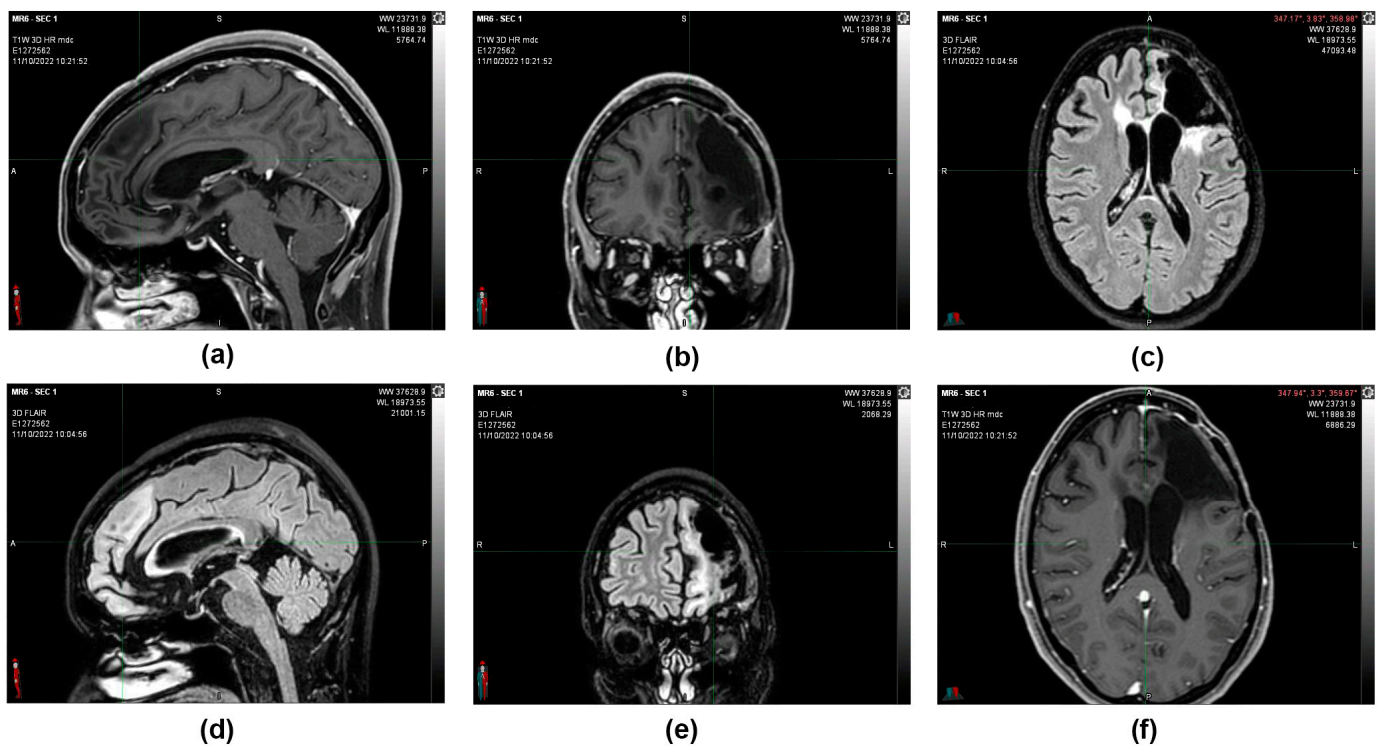 MR6 - SEC 1
S
WW 23731.9
WL 11888.38
5764.74
T1W 3D HR mdc
E1272562
11/10/2022 10:21:52
A
P
I
(a)
MR6 - SEC 1
S
WW 23731.9
WL 11888.38
5764.74
T1W 3D HR mdc
E1272562
11/10/2022 10:21:52
R
L
(b)
MR6 - SEC 1
A
347.17°, 3.83°, 358.98°
WW 37628.9
WL 18973.55
47093.48
3D FLAIR
E1272562
11/10/2022 10:04:56
R
L
P
(c)
MR6 - SEC 1
S
WW 37628.9
WL 18973.55
21001.15
3D FLAIR
E1272562
11/10/2022 10:04:56
A
P
(d)
MR6 - SEC 1
S
WW 37628.9
WL 18973.55
2068.29
3D FLAIR
E1272562
11/10/2022 10:04:56
R
L
(e)
MR6 - SEC 1
A
347.94°, 3.3°, 359.67°
WW 23731.9
WL 11888.38
6886.29
T1W 3D HR mdc
E1272562
11/10/2022 10:21:52
R
L
P
(f)